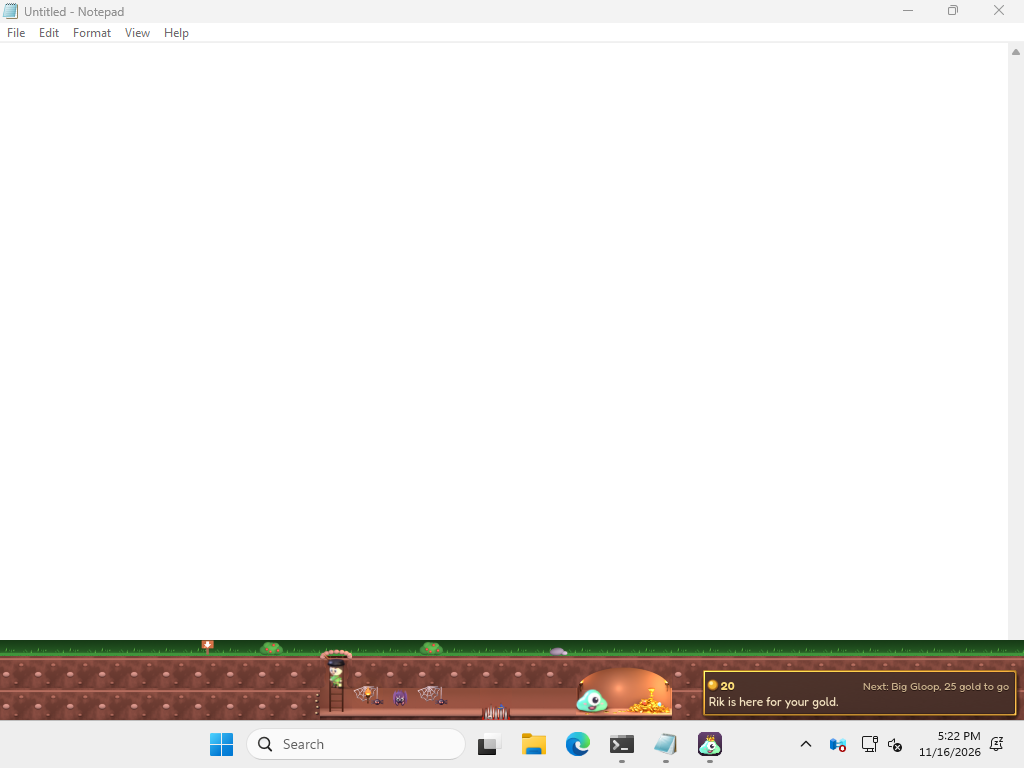 Untitled - Notepad
File Edit Format View Help
20 Next: Big Gloop, 25 gold to go
Rik is here for your gold.
Search
5:22 PM
11/16/2026